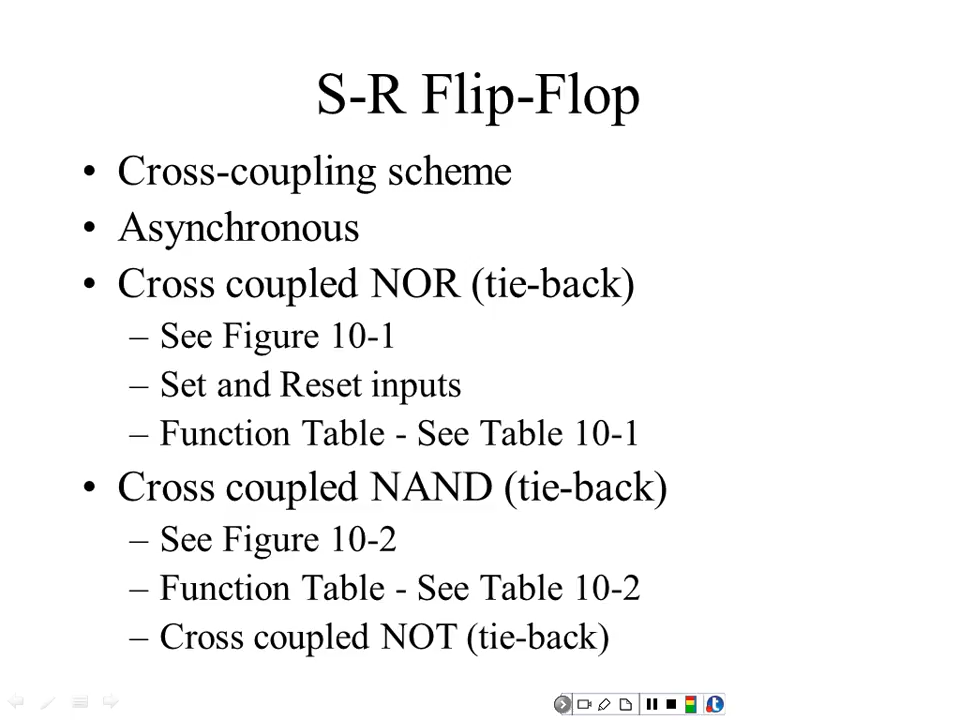 S-R Flip-Flop
• Cross-coupling scheme
• Asynchronous
• Cross coupled NOR (tie-back)
– See Figure 10-1
– Set and Reset inputs
– Function Table - See Table 10-1
• Cross coupled NAND (tie-back)
– See Figure 10-2
– Function Table - See Table 10-2
– Cross coupled NOT (tie-back)